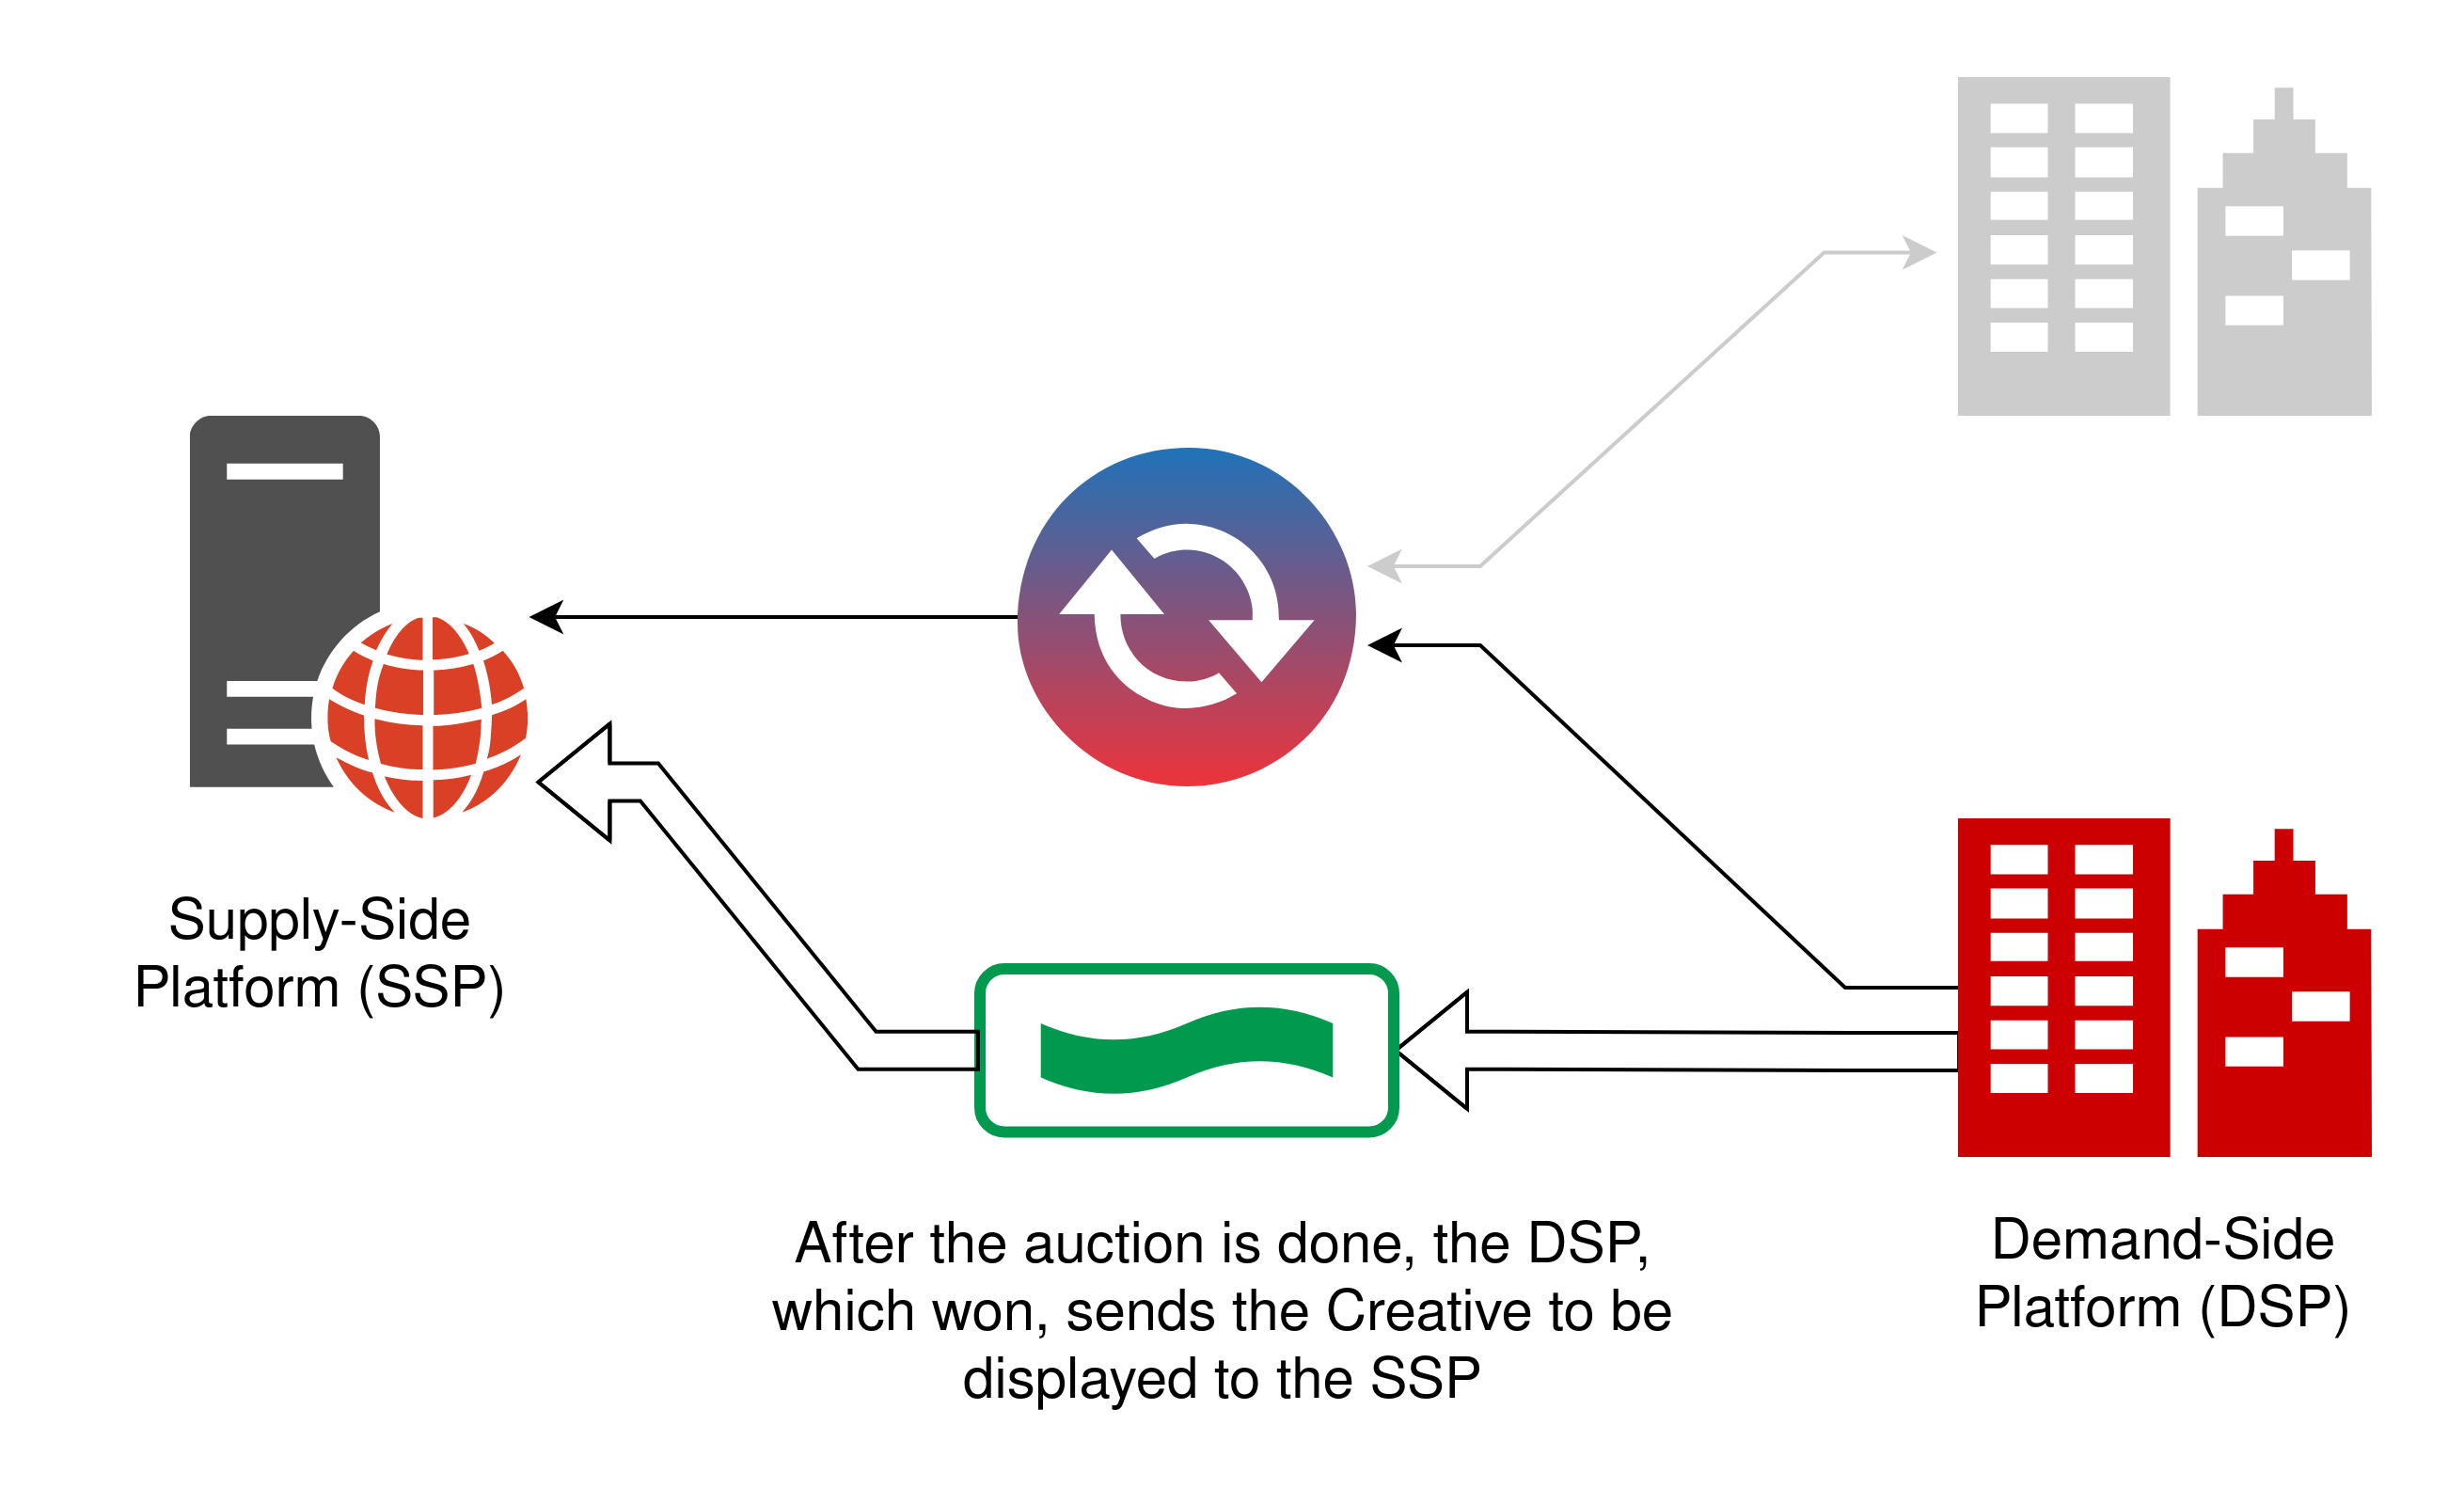 Supply-Side
Platform (SSP)
After the auction is done, the DSP,
which won, sends the Creative to be
displayed to the SSP
Demand-Side
Platform (DSP)